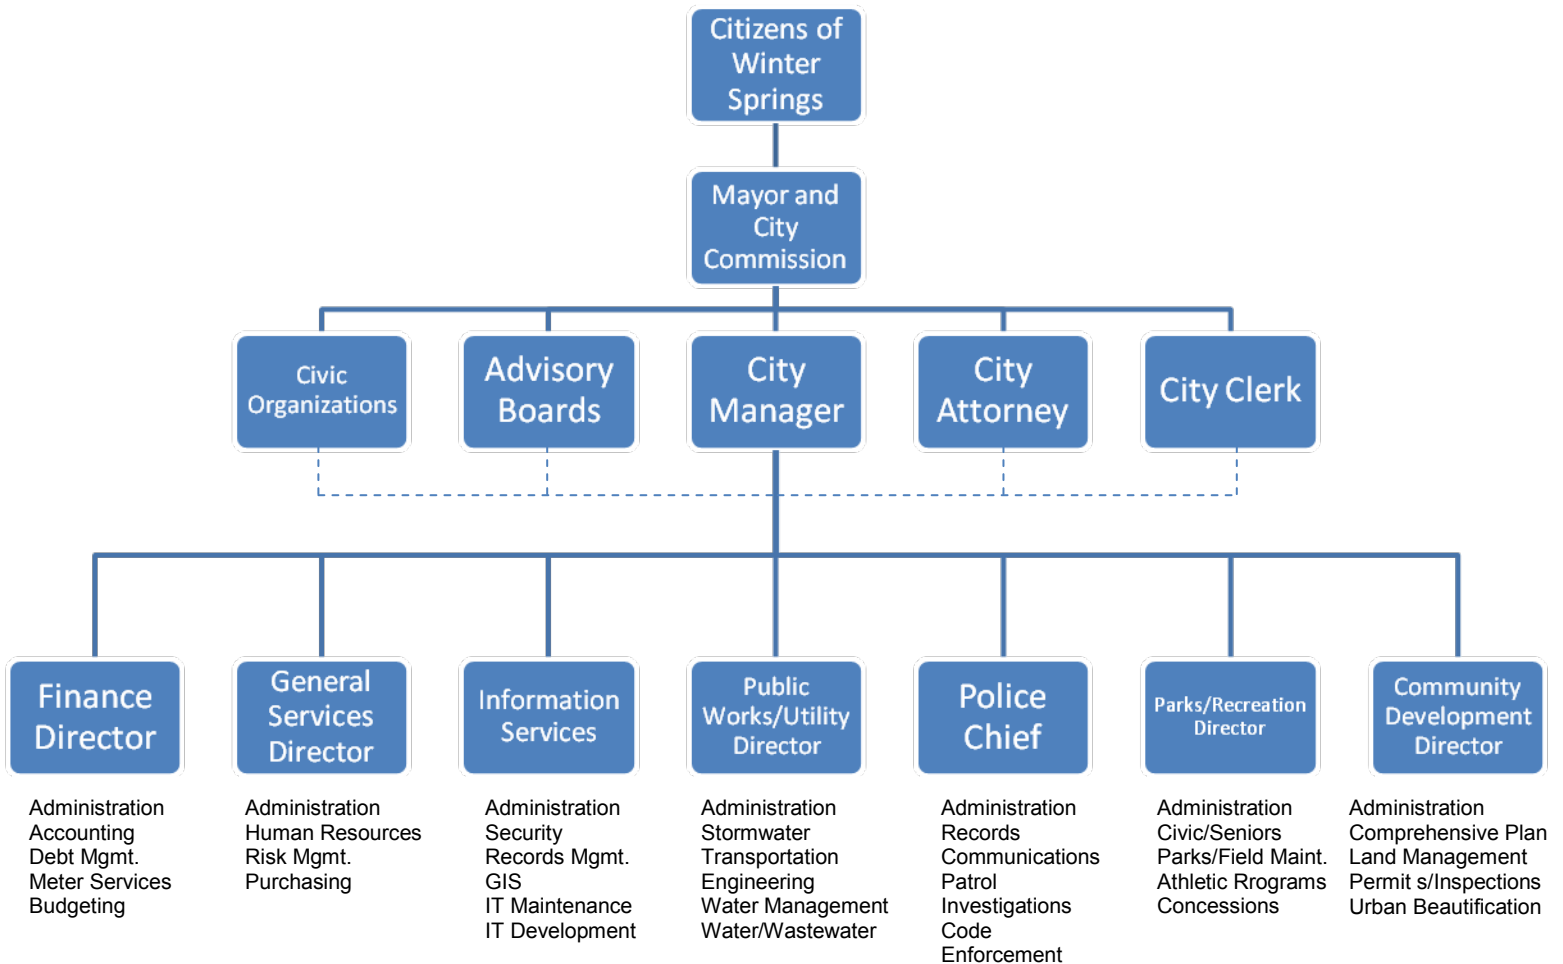 Citizens of
Winter
Springs
Mayor and
City
Commission
Civic
Organizations
Advisory
Boards
City
Manager
City
Attorney
City Clerk
Finance
Director
General
Services
Director
Information
Services
Public
Works/Utility
Director
Police
Chief
Parks/Recreation
Director
Community
Development
Director
Administration
Accounting
Debt Mgmt.
Meter Services
Budgeting
Administration
Human Resources
Risk Mgmt.
Purchasing
Administration
Security
Records Mgmt.
GIS
IT Maintenance
IT Development
Administration
Stormwater
Transportation
Engineering
Water Management
Water/Wastewater
Administration
Records
Communications
Patrol
Investigations
Code
Enforcement
Administration
Civic/Seniors
Parks/Field Maint.
Athletic Rrograms
Concessions
Administration
Comprehensive Plan
Land Management
Permit s/Inspections
Urban Beautification